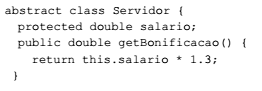 abstract class Servidor {
protected double salario;
public double getBonificacao() {
return this.salario * 1.3;
}